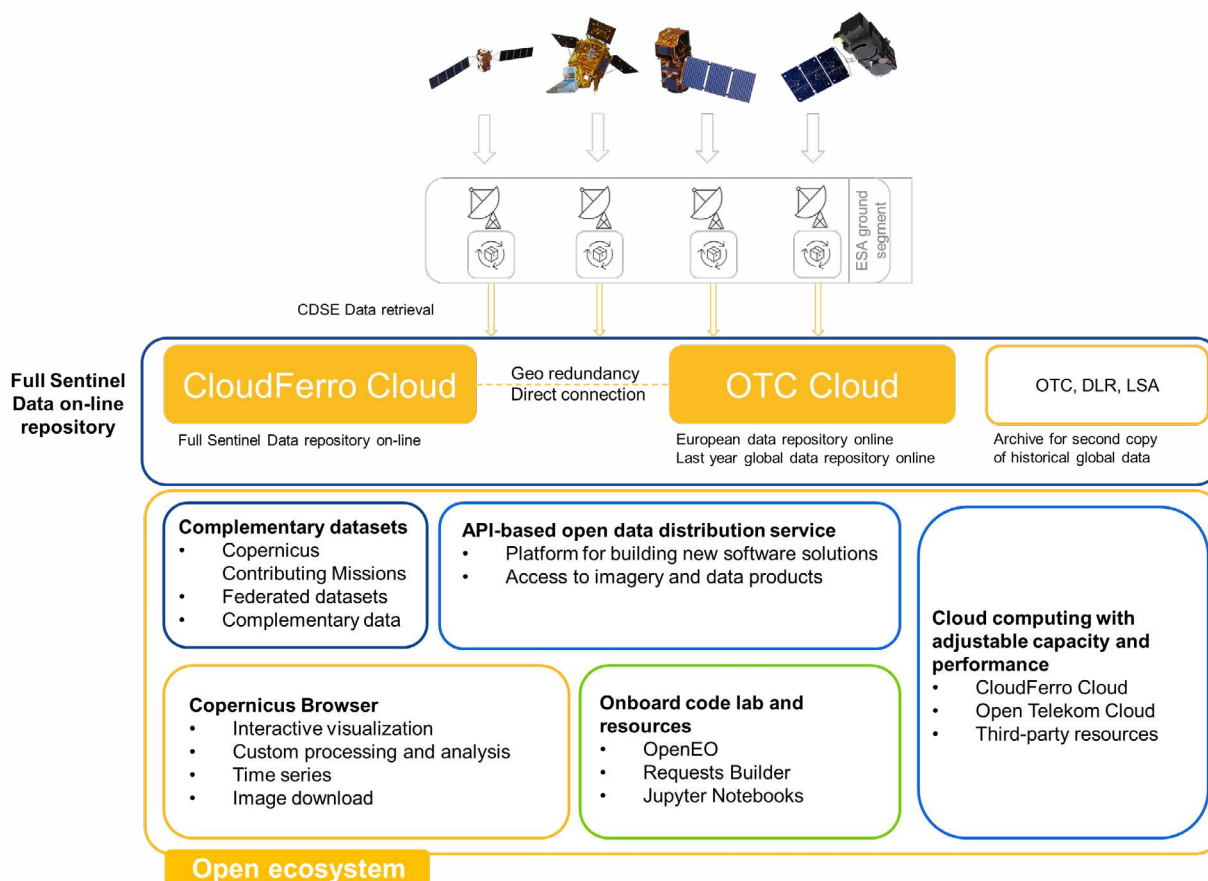 ESA ground
segment
CDSE Data retrieval
Full Sentinel
Data on-line
repository
CloudFerro Cloud
Geo redundancy
Direct connection
OTC Cloud
OTC, DLR, LSA
Full Sentinel Data repository on-line
European data repository online
Last year global data repository online
Archive for second copy
of historical global data
Complementary datasets
• Copernicus
Contributing Missions
• Federated datasets
• Complementary data
API-based open data distribution service
• Platform for building new software solutions
• Access to imagery and data products
Cloud computing with
adjustable capacity and
performance
• CloudFerro Cloud
• Open Telekom Cloud
• Third-party resources
Copernicus Browser
• Interactive visualization
• Custom processing and analysis
• Time series
• Image download
Onboard code lab and
resources
• OpenEO
• Requests Builder
• Jupyter Notebooks
Open ecosystem